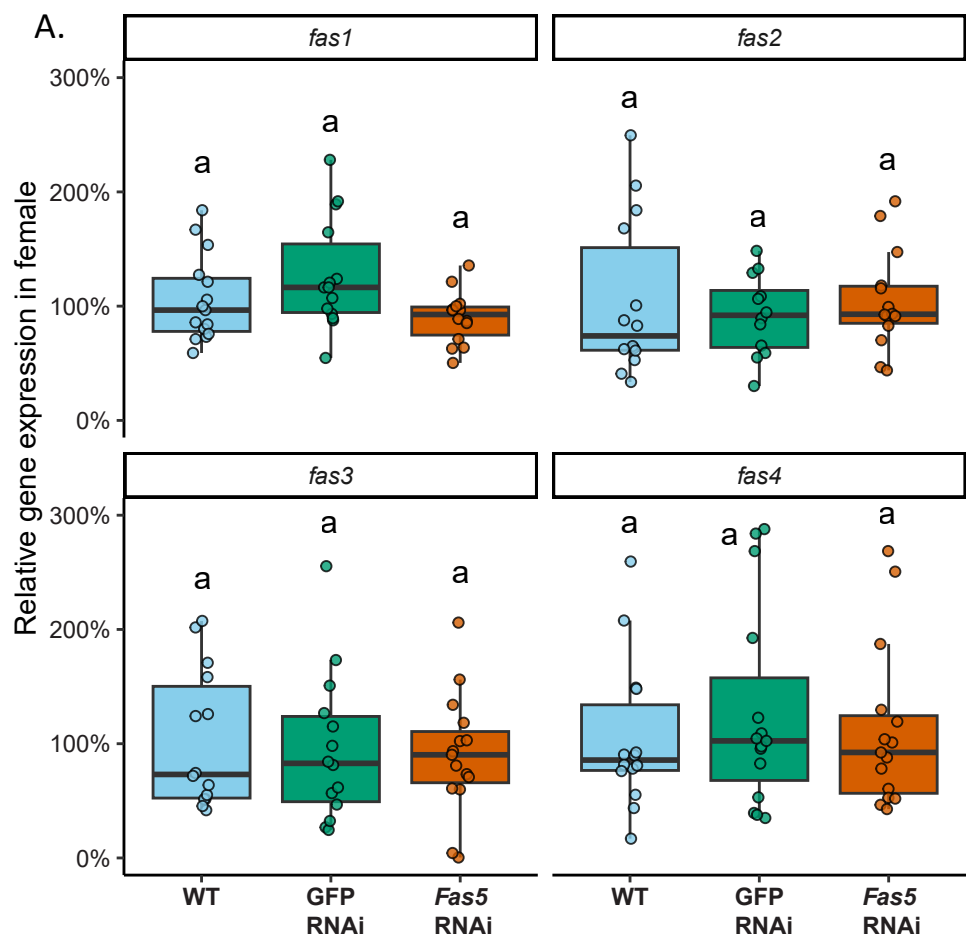 A.
fas1
fas2
Relative gene expression in female
300%
200%
100%
0%
a
a
a
a
a
a
fas3
fas4
300%
200%
100%
0%
a
a
a
a
a
a
WT
GFP
RNAi
Fas5
RNAi
WT
GFP
RNAi
Fas5
RNAi